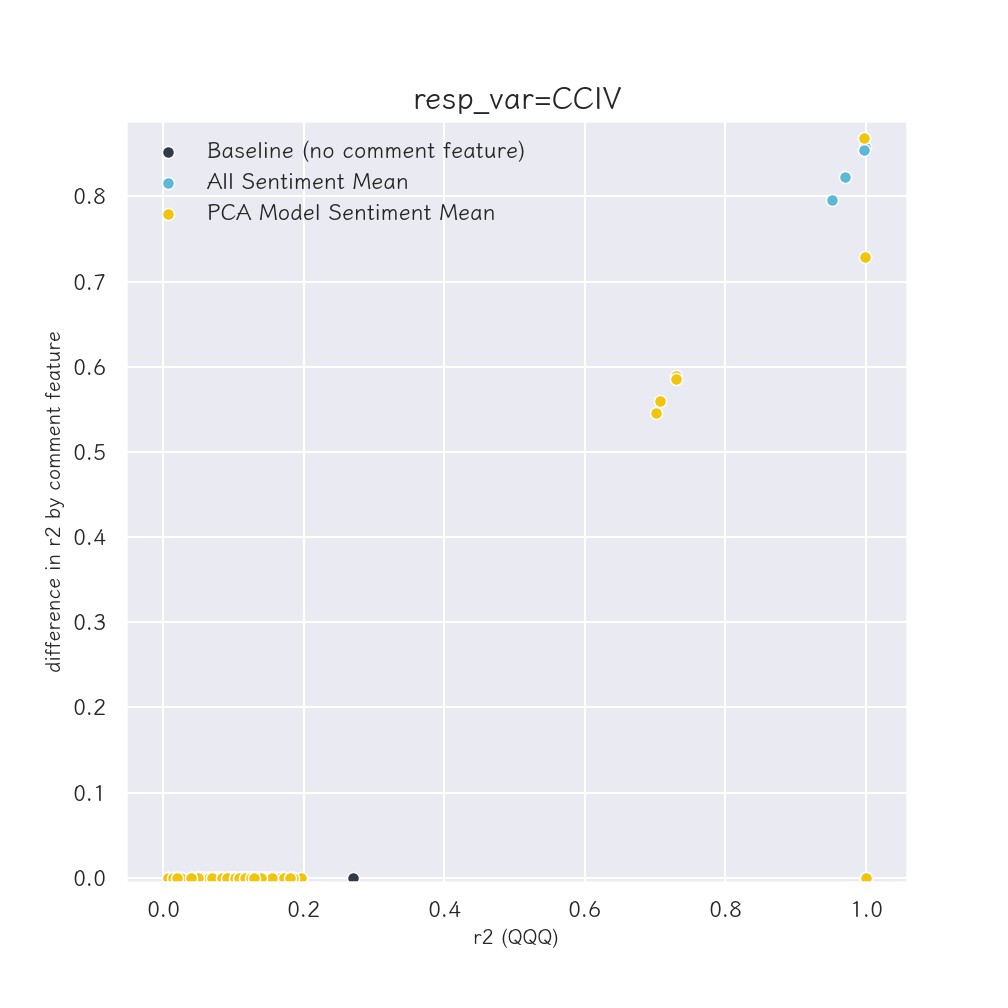 resp_var=CCIV
Baseline (no comment feature)
All Sentiment Mean
PCA Model Sentiment Mean
difference in r2 by comment feature
0.8
0.7
0.6
0.5
0.4
0.3
0.2
0.1
0.0
0.0 0.2 0.4 0.6 0.8 1.0
r2 (QQQ)